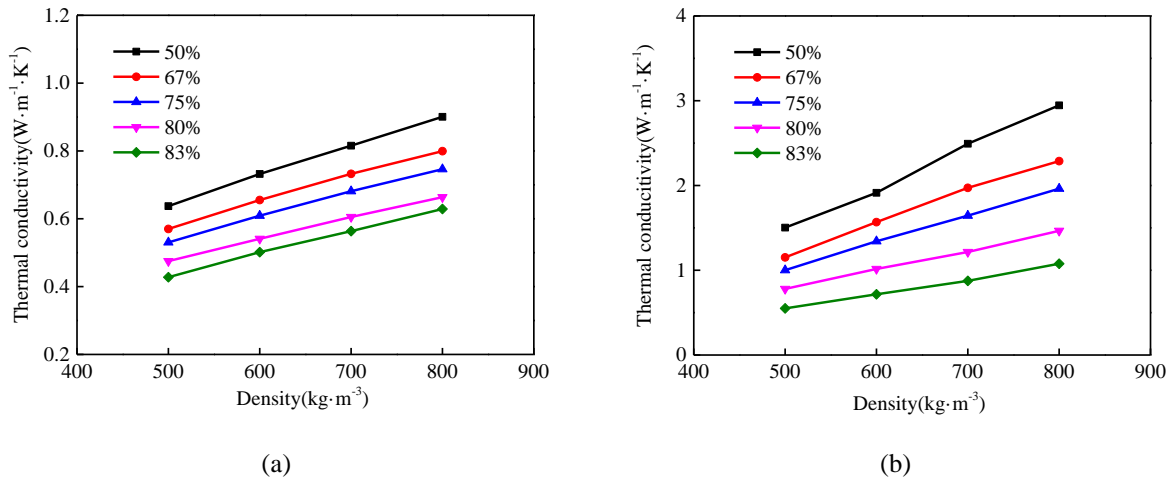 1.2
1.0
0.8
0.6
0.4
0.2
Thermal conductivity(W·m⁻¹·K⁻¹)
50%
67%
75%
80%
83%
400 500 600 700 800 900
Density(kg·m⁻³)
(a)
4
3
2
1
0
Thermal conducitivity(W·m⁻¹·K⁻¹)
50%
67%
75%
80%
83%
400 500 600 700 800 900
Density(kg·m⁻³)
(b)